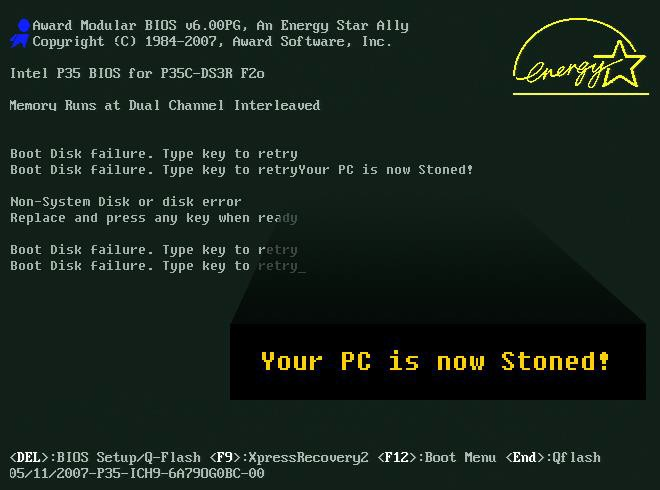 Award Modular BIOS v6.00PG, An Energy Star Ally
Copyright (C) 1984-2007, Award Software, Inc.
energy
Intel P35 BIOS for P35C-DS3R F2o
Memory Runs at Dual Channel Interleaved
Boot Disk failure. Type key to retry
Boot Disk failure. Type key to retryYour PC is now Stoned!
Non-System Disk or disk error
Replace and press any key when ready
Boot Disk failure. Type key to retry
Boot Disk failure. Type key to retry_
Your PC is now Stoned!
<DEL>:BIOS Setup/Q-Flash <F9>:XpressRecovery2 <F12>:Boot Menu <End>:Qflash
05/11/2007-P35-ICH9-6A79OG0BC-00